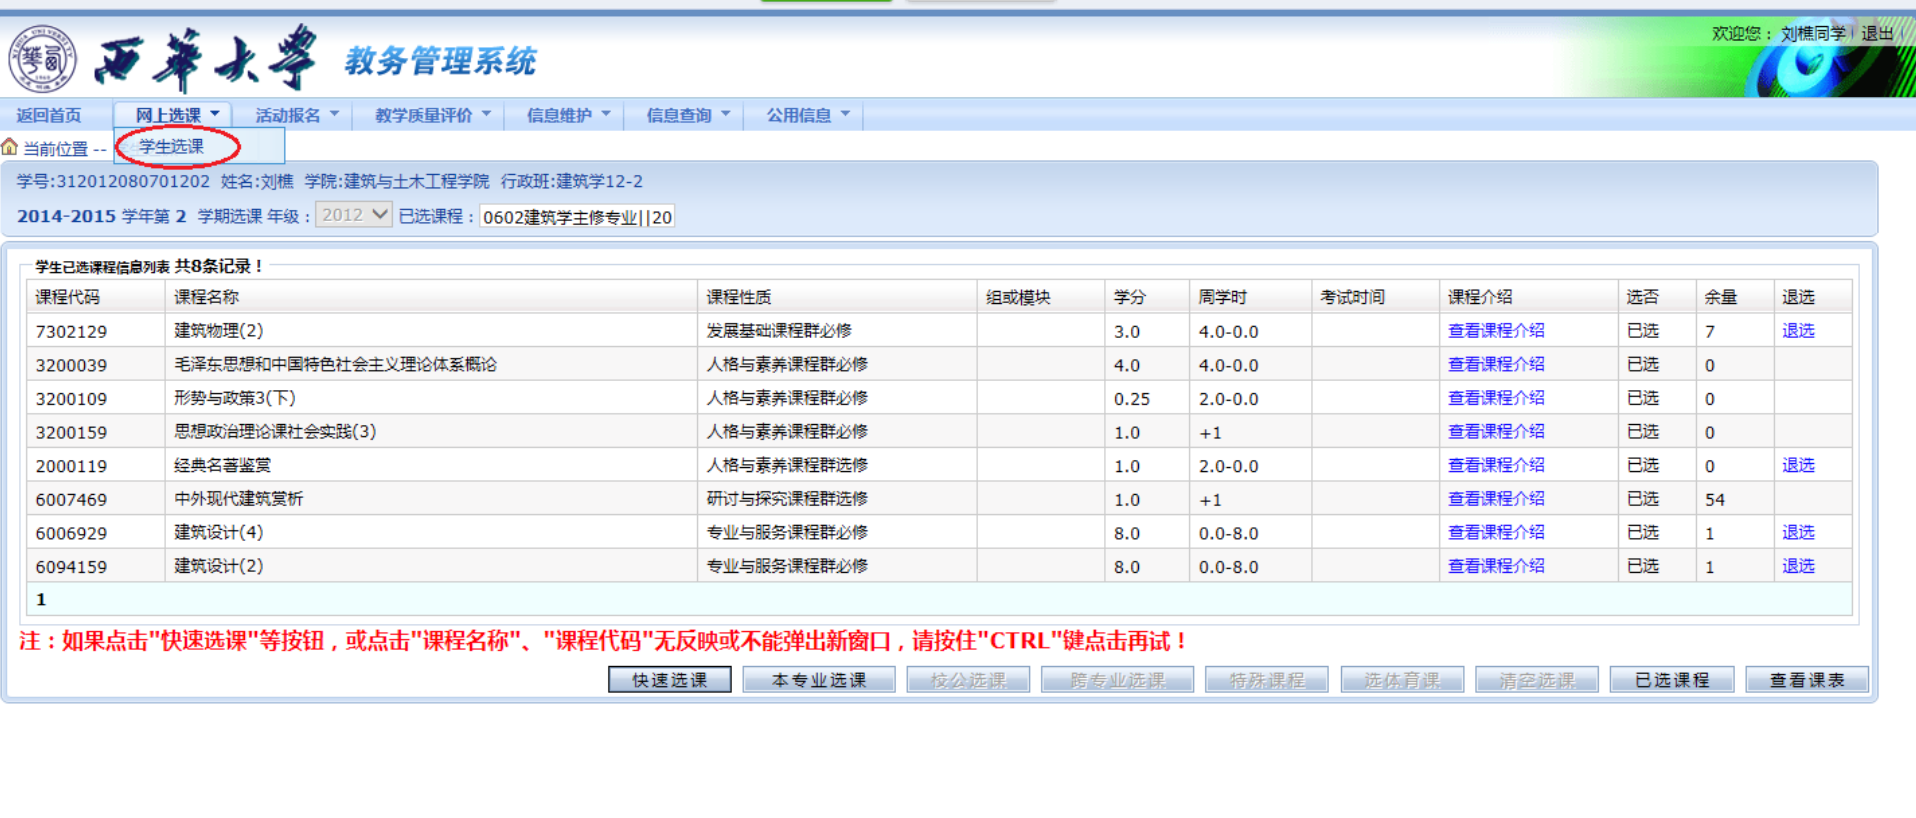 西华大学 教务管理系统
欢迎您： 刘樵同学 退出
返回首页 网上选课 活动报名 教学质量评价 信息维护 信息查询 公用信息
当前位置 -- 学生选课
学号:312012080701202 姓名:刘樵 学院:建筑与土木工程学院 行政班:建筑学12-2
2014-2015 学年第 2 学期选课 年级： 2012 已选课程： 0602建筑学主修专业||20
学生已选课程信息列表 共8条记录！
课程代码 课程名称 课程性质 组或模块 学分 周学时 考试时间 课程介绍 选否 余量 退选
7302129 建筑物理(2) 发展基础课程群必修 3.0 4.0-0.0 查看课程介绍 已选 7 退选
3200039 毛泽东思想和中国特色社会主义理论体系概论 人格与素养课程群必修 4.0 4.0-0.0 查看课程介绍 已选 0
3200109 形势与政策3(下) 人格与素养课程群必修 0.25 2.0-0.0 查看课程介绍 已选 0
3200159 思想政治理论课社会实践(3) 人格与素养课程群必修 1.0 +1 查看课程介绍 已选 0
2000119 经典名著鉴赏 人格与素养课程群选修 1.0 2.0-0.0 查看课程介绍 已选 0 退选
6007469 中外现代建筑赏析 研讨与探究课程群选修 1.0 +1 查看课程介绍 已选 54
6006929 建筑设计(4) 专业与服务课程群必修 8.0 0.0-8.0 查看课程介绍 已选 1 退选
6094159 建筑设计(2) 专业与服务课程群必修 8.0 0.0-8.0 查看课程介绍 已选 1 退选
1
注：如果点击"快速选课"等按钮，或点击"课程名称"、"课程代码"无反映或不能弹出新窗口，请按住"CTRL"键点击再试！
快速选课 本专业选课 校公选课 跨专业选课 特殊课程 选体育课 清空选课 已选课程 查看课表